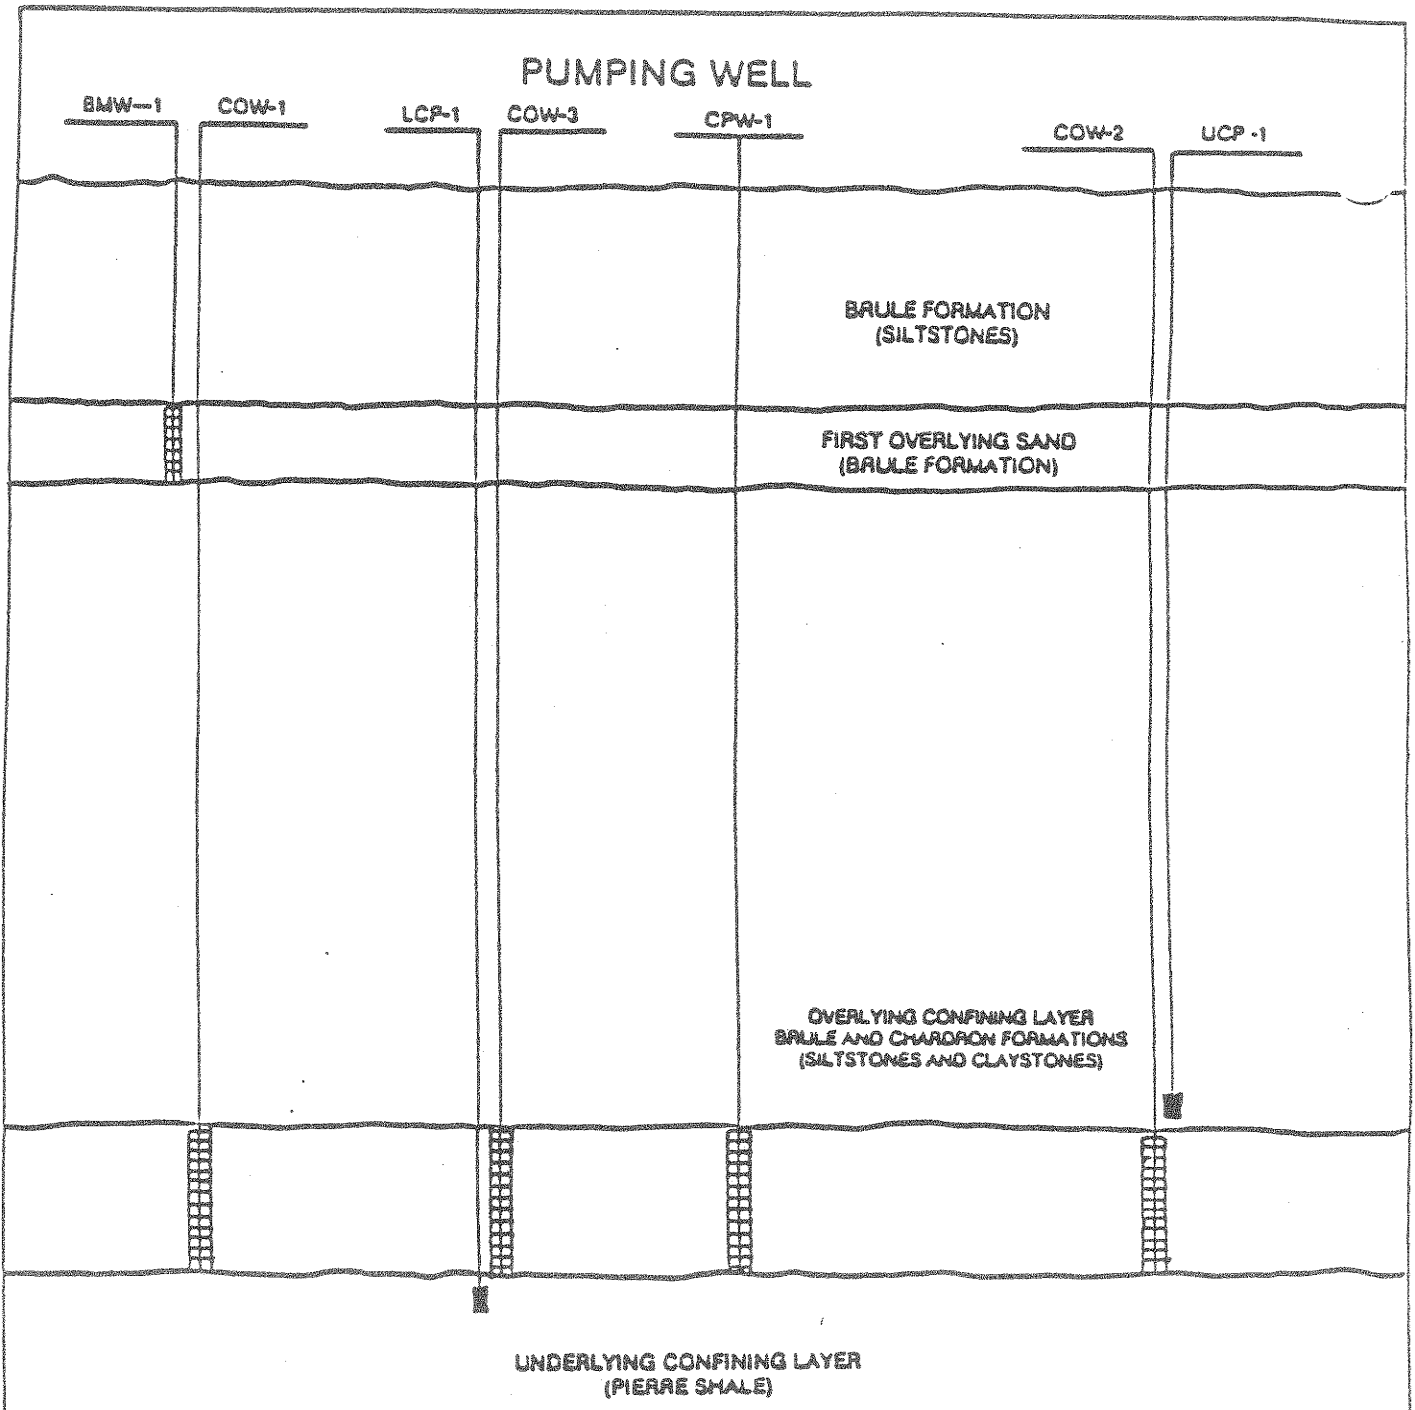 PUMPING WELL
BMW-1
COW-1
LCP-1
COW-3
CPW-1
COW-2
UCP-1
BRULE FORMATION
(SILTSTONES)
FIRST OVERLYING SAND
(BRULE FORMATION)
OVERLYING CONFINING LAYER
BRULE AND CHARDRON FORMATIONS
(SILTSTONES AND CLAYSTONES)
UNDERLYING CONFINING LAYER
(PIERRE SHALE)